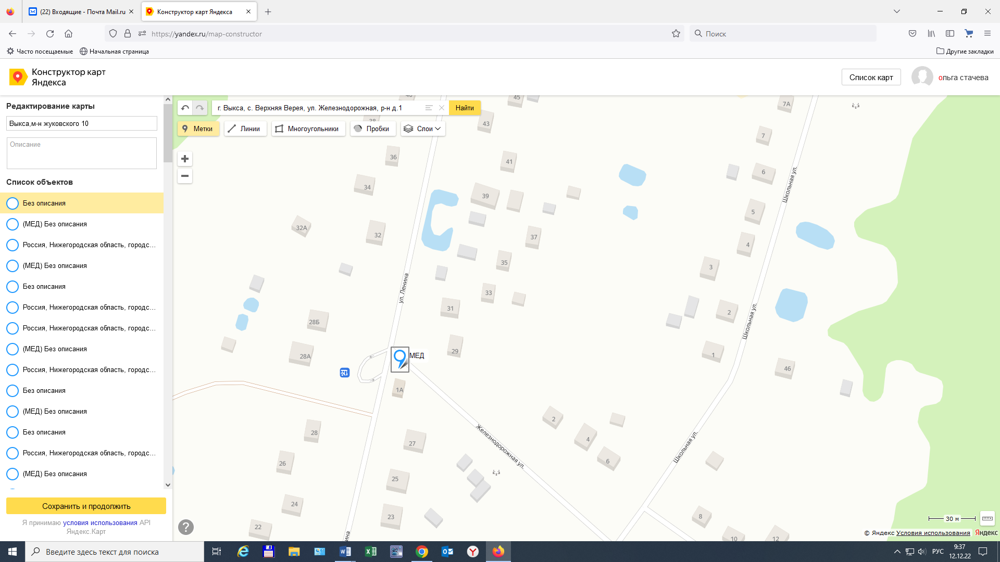 (22) Входящие - Почта Mail.ru
Конструктор карт Яндекса
https://yandex.ru/map-constructor
Поиск
Часто посещаемые
Начальная страница
Другие закладки
Конструктор карт
Яндекса
Список карт
ольга стачева
Редактирование карты
Выкса,м-н жуковского 10
Описание
Список объектов
Без описания
(МЕД) Без описания
Россия, Нижегородская область, городс...
(МЕД) Без описания
Без описания
Россия, Нижегородская область, городс...
Россия, Нижегородская область, городс...
(МЕД) Без описания
Россия, Нижегородская область, городс...
Без описания
(МЕД) Без описания
Без описания
Россия, Нижегородская область, городс...
(МЕД) Без описания
Сохранить и продолжить
Я принимаю условия использования API
Яндекс.Карт
г. Выкса, с. Верхняя Верея, ул. Железнодорожная, р-н д.1
Найти
Метки
Линии
Многоугольники
Пробки
Слои
45
7А
43
7
36
41
6
34
39
5
32А
32
37
4
35
3
ул. Ленина
33
31
2
28Б
29
28А
МЕД
1
46
1А
2
28
4
27
6
26
25
24
23
8
22
10
12
Школьная ул.
Школьная ул.
Школьная ул.
Железнодорожная ул.
30 м
© Яндекс Условия использования Яндекс
Введите здесь текст для поиска
РУС
9:37
12.12.22